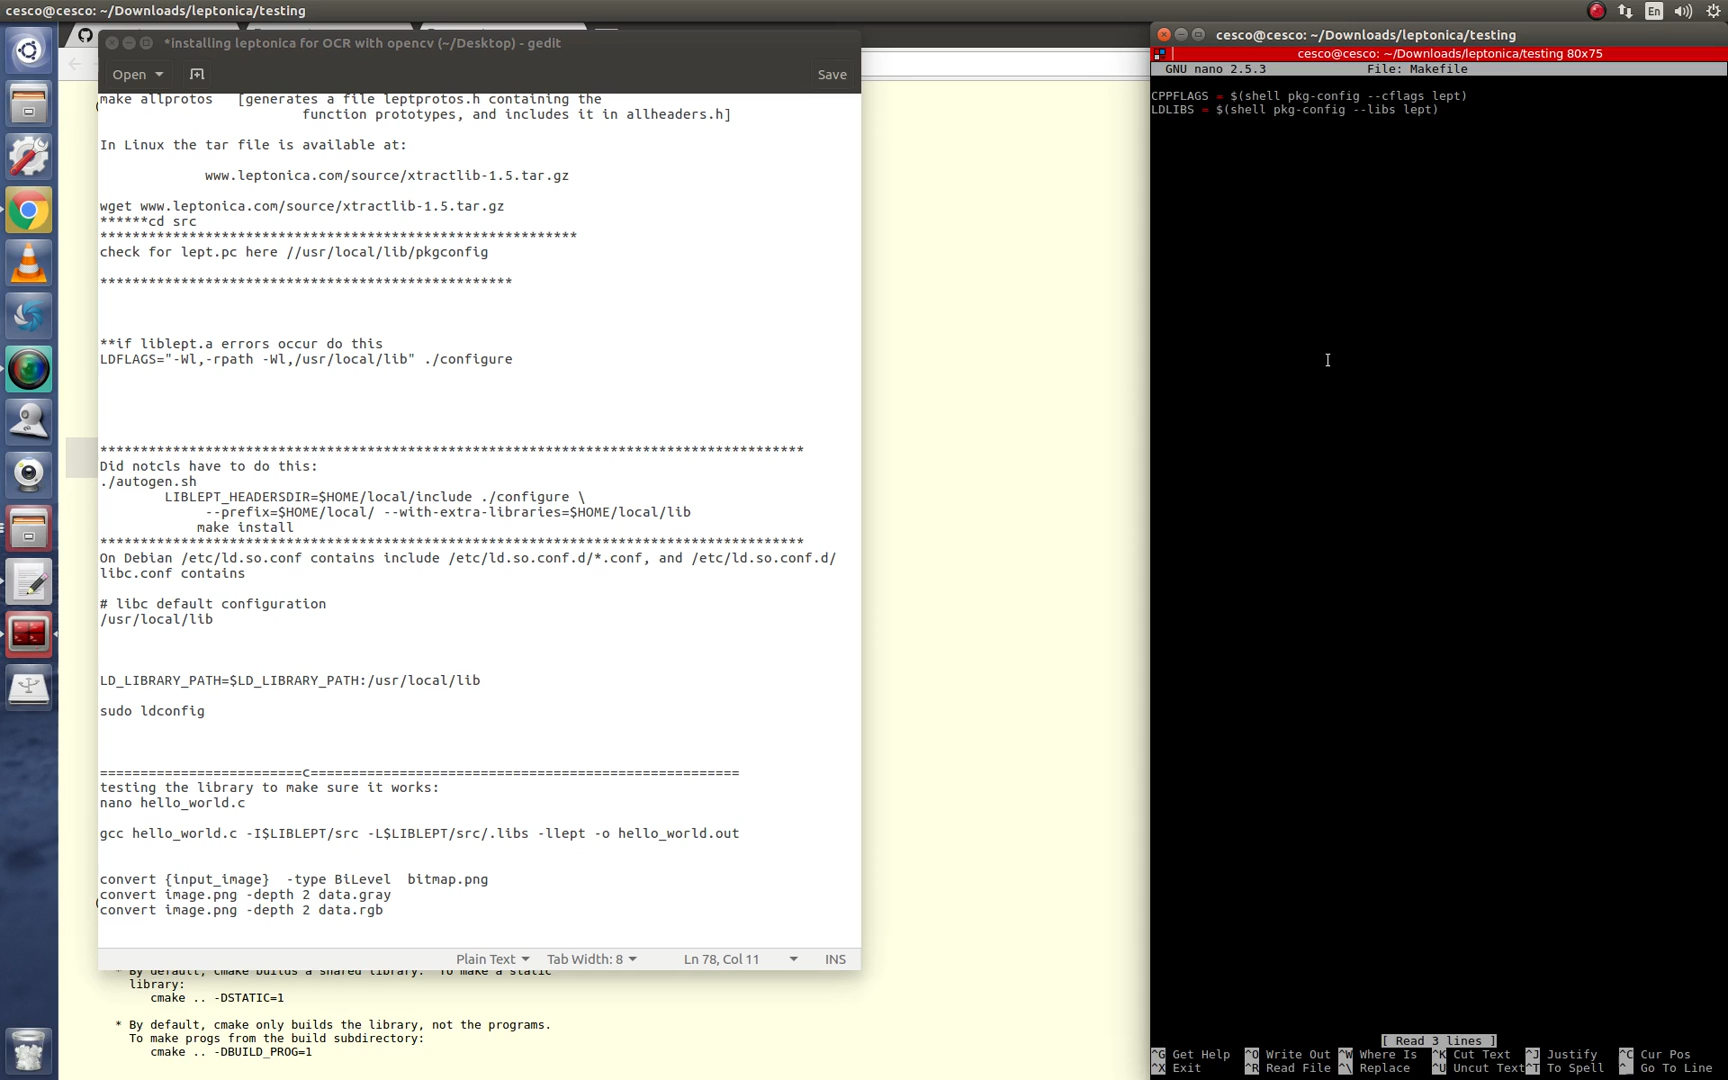 cesco@cesco: ~/Downloads/leptonica/testing
En
*installing leptonica for OCR with opencv (~/Desktop) - gedit
Open
Save
make allprotos   [generates a file leptprotos.h containing the
function prototypes, and includes it in allheaders.h]
In Linux the tar file is available at:
www.leptonica.com/source/xtractlib-1.5.tar.gz
wget www.leptonica.com/source/xtractlib-1.5.tar.gz
******cd src
***********************************************************
check for lept.pc here //usr/local/lib/pkgconfig
***************************************************
**if liblept.a errors occur do this
LDFLAGS="-Wl,-rpath -Wl,/usr/local/lib" ./configure
***************************************************************************************
Did notcls have to do this:
./autogen.sh
LIBLEPT_HEADERSDIR=$HOME/local/include ./configure \
--prefix=$HOME/local/ --with-extra-libraries=$HOME/local/lib
make install
***************************************************************************************
On Debian /etc/ld.so.conf contains include /etc/ld.so.conf.d/*.conf, and /etc/ld.so.conf.d/
libc.conf contains
# libc default configuration
/usr/local/lib
LD_LIBRARY_PATH=$LD_LIBRARY_PATH:/usr/local/lib
sudo ldconfig
=========================C=====================================================
testing the library to make sure it works:
nano hello_world.c
gcc hello_world.c -I$LIBLEPT/src -L$LIBLEPT/src/.libs -llept -o hello_world.out
convert {input_image}  -type BiLevel  bitmap.png
convert image.png -depth 2 data.gray
convert image.png -depth 2 data.rgb
Plain Text
Tab Width: 8
Ln 78, Col 11
INS
* By default, cmake builds a shared library.  To make a static
library:
cmake .. -DSTATIC=1
* By default, cmake only builds the library, not the programs.
To make progs from the build subdirectory:
cmake .. -DBUILD_PROG=1
cesco@cesco: ~/Downloads/leptonica/testing
cesco@cesco: ~/Downloads/leptonica/testing 80x75
GNU nano 2.5.3   File: Makefile
CPPFLAGS = $(shell pkg-config --cflags lept)
LDLIBS = $(shell pkg-config --libs lept)
[ Read 3 lines ]
^G Get Help  ^O Write Out ^W Where Is  ^K Cut Text  ^J Justify   ^C Cur Pos
^X Exit      ^R Read File ^\ Replace   ^U Uncut Text^T To Spell  ^_ Go To Line